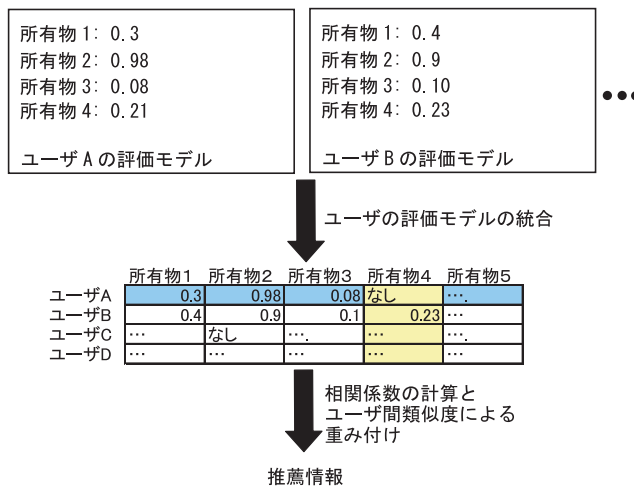 所有物1: 0.3
所有物2: 0.98
所有物3: 0.08
所有物4: 0.21
ユーザAの評価モデル
所有物1: 0.4
所有物2: 0.9
所有物3: 0.10
所有物4: 0.23
ユーザBの評価モデル
•••
ユーザの評価モデルの統合
所有物1 所有物2 所有物3 所有物4 所有物5
ユーザA 0.3 0.98 0.08 なし ….
ユーザB 0.4 0.9 0.1 0.23 …
ユーザC … なし …. … …
ユーザD … … … … …
相関係数の計算と
ユーザ間類似度による
重み付け
推薦情報